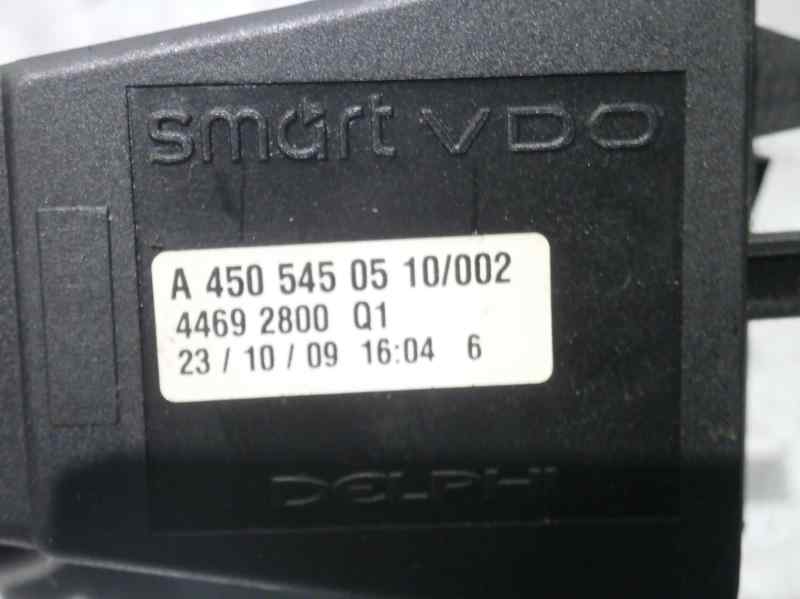 smart VDO
A 450 545 05 10/002
4469 2800 Q1
23 / 10 / 09 16:04 6
DELPHI